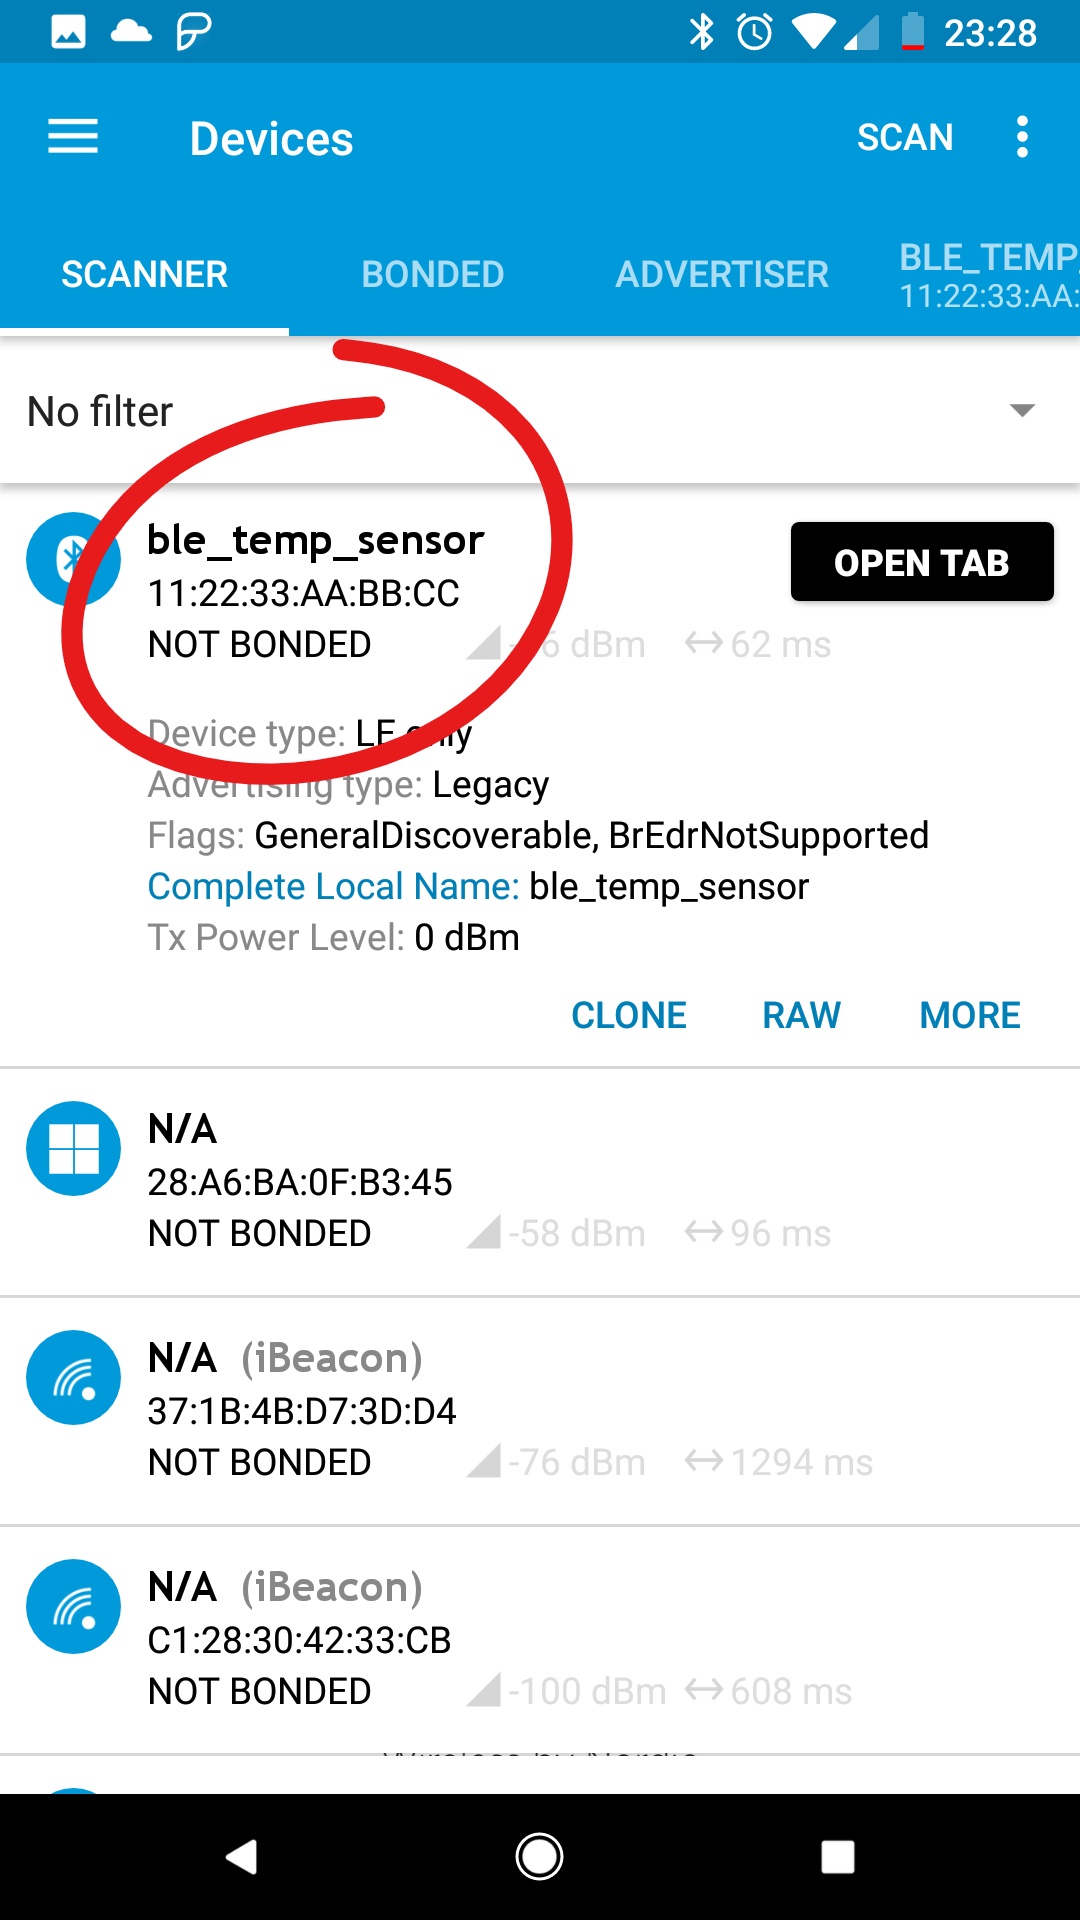 23:28
Devices
SCAN
SCANNER
BONDED
ADVERTISER
BLE_TEMP
11:22:33:AA:
No filter
ble_temp_sensor
OPEN TAB
11:22:33:AA:BB:CC
NOT BONDED
6 dBm
62 ms
Device type: LE only
Advertising type: Legacy
Flags: GeneralDiscoverable, BrEdrNotSupported
Complete Local Name: ble_temp_sensor
Tx Power Level: 0 dBm
CLONE
RAW
MORE
N/A
28:A6:BA:0F:B3:45
NOT BONDED
-58 dBm
96 ms
N/A (iBeacon)
37:1B:4B:D7:3D:D4
NOT BONDED
-76 dBm
1294 ms
N/A (iBeacon)
C1:28:30:42:33:CB
NOT BONDED
-100 dBm
608 ms
Wireless by Nordic